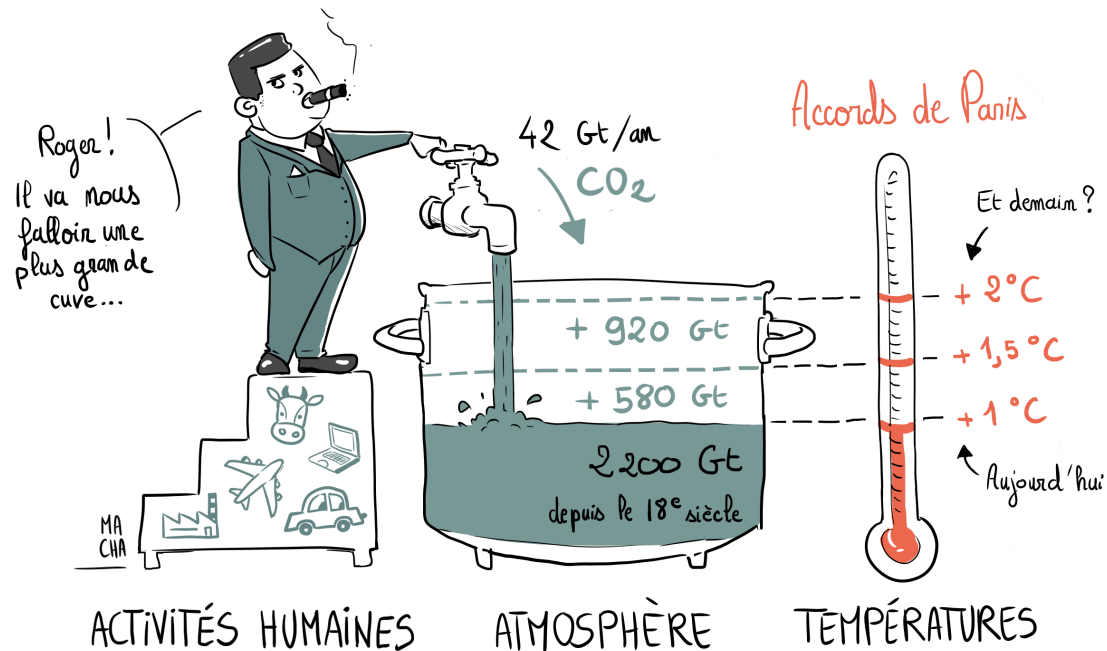 Roger!
Il va nous
falloir une
plus grande
cuve...
42 Gt/an
CO2
Accords de Paris
Et demain ?
+ 2°C
+ 920 Gt
+ 1,5°C
+ 580 Gt
+ 1°C
2200 Gt
depuis le 18e siècle
Aujourd'hui
MA
CHA
ACTIVITÉS HUMAINES
ATMOSPHÈRE
TEMPÉRATURES